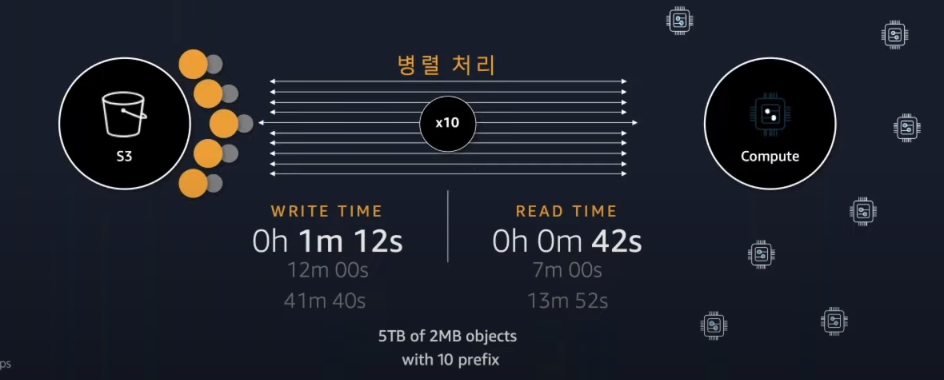 병렬 처리
x10
S3
Compute
WRITE TIME
0h 1m 12s
12m 00s
41m 40s
READ TIME
0h 0m 42s
7m 00s
13m 52s
5TB of 2MB objects
with 10 prefix
ps